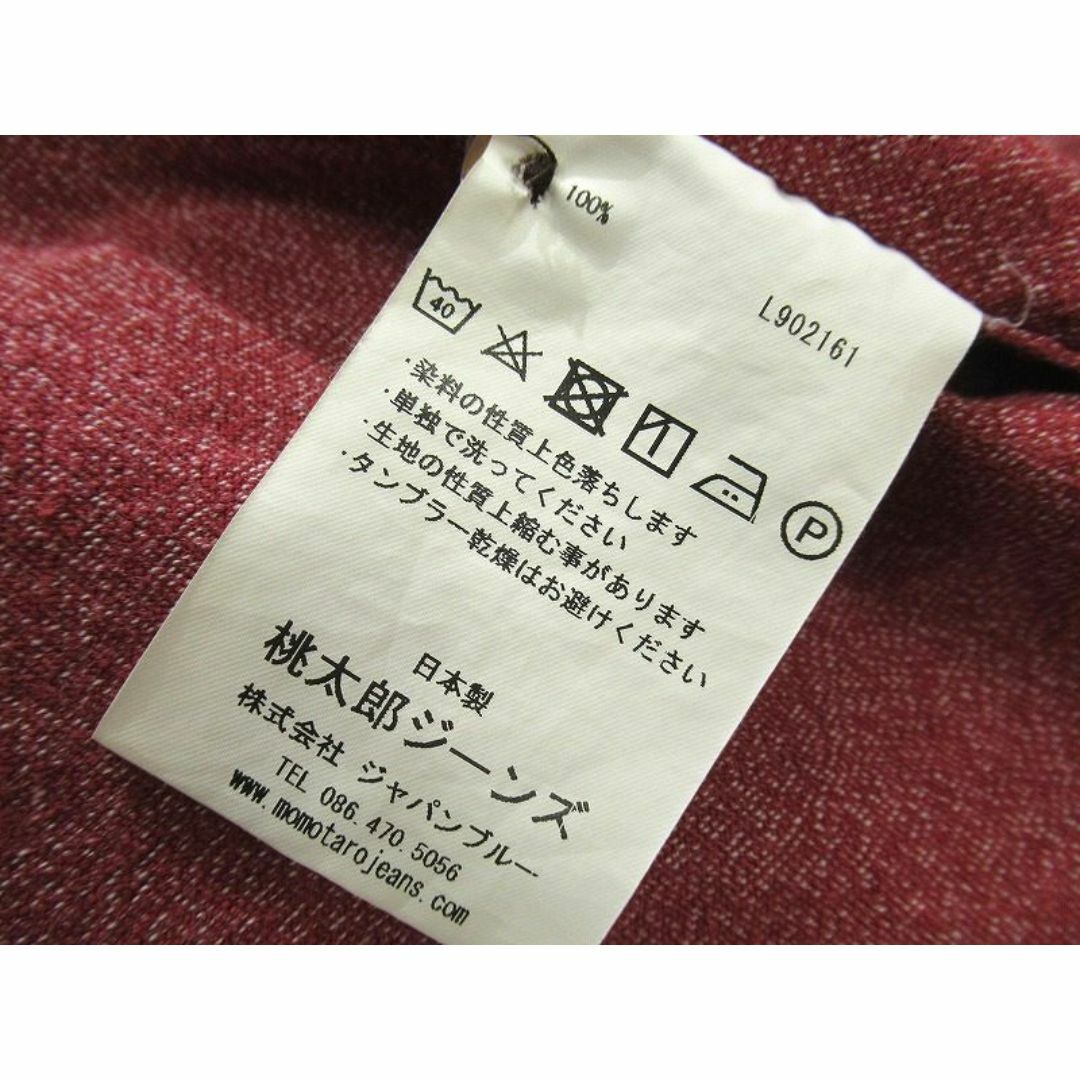 100%
L902161
40
P
・染料の性質上色落ちします
・単独で洗ってください
・生地の性質上縮む事があります
・タンブラー乾燥はお避けください
日本製
桃太郎ジーンズ
株式会社 ジャパンブルー
TEL 086.470.5056
www.momotarojeans.com